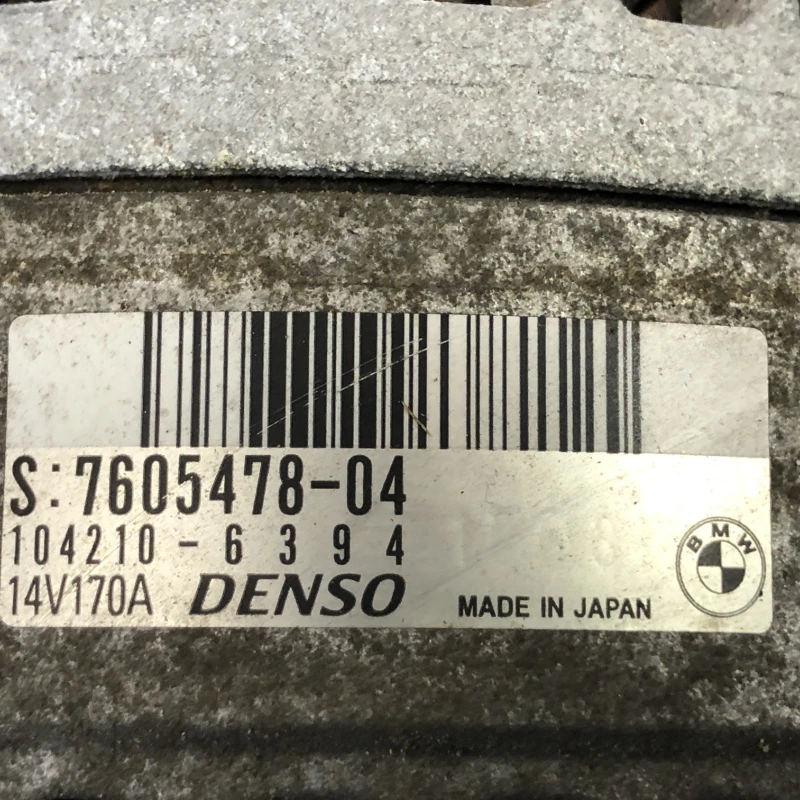 S:7605478-04
104210-6394
14V170A DENSO MADE IN JAPAN
BMW